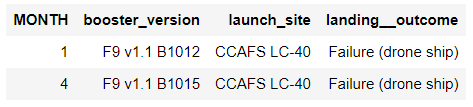 MONTH booster_version launch_site landing__outcome
1 F9 v1.1 B1012 CCAFS LC-40 Failure (drone ship)
4 F9 v1.1 B1015 CCAFS LC-40 Failure (drone ship)